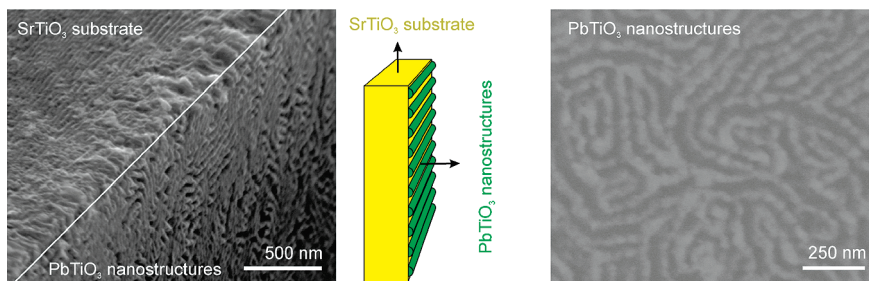 SrTiO₃ substrate
PbTiO₃ nanostructures
500 nm
SrTiO₃ substrate
PbTiO₃ nanostructures
PbTiO₃ nanostructures
250 nm